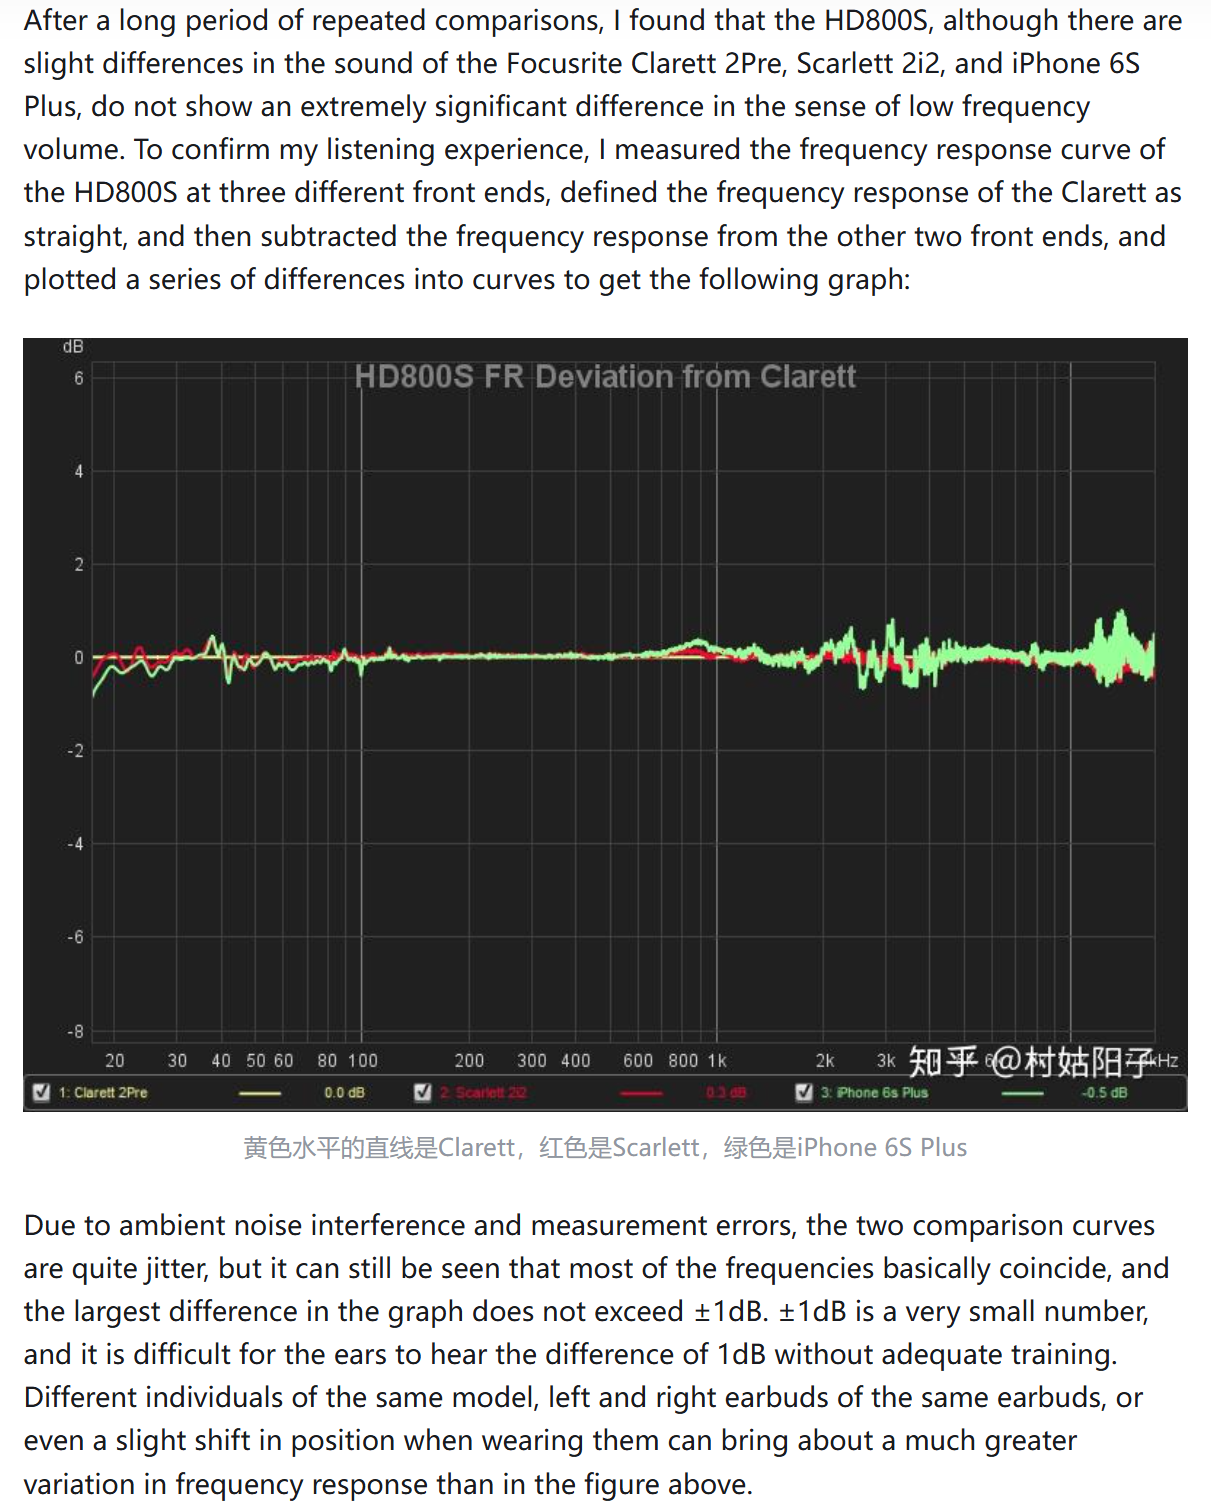 After a long period of repeated comparisons, I found that the HD800S, although there are
slight differences in the sound of the Focusrite Clarett 2Pre, Scarlett 2i2, and iPhone 6S
Plus, do not show an extremely significant difference in the sense of low frequency
volume. To confirm my listening experience, I measured the frequency response curve of
the HD800S at three different front ends, defined the frequency response of the Clarett as
straight, and then subtracted the frequency response from the other two front ends, and
plotted a series of differences into curves to get the following graph:
dB
HD800S FR Deviation from Clarett
6
4
2
0
-2
-4
-6
-8
20 30 40 50 60 80 100 200 300 400 600 800 1k 2k 3k kHz
知乎 @村姑阳子
1: Clarett 2Pre 0.0 dB 2: Scarlett 2i2 0.3 dB 3: iPhone 6s Plus -0.5 dB
黄色水平的直线是Clarett，红色是Scarlett，绿色是iPhone 6S Plus
Due to ambient noise interference and measurement errors, the two comparison curves
are quite jitter, but it can still be seen that most of the frequencies basically coincide, and
the largest difference in the graph does not exceed ±1dB. ±1dB is a very small number,
and it is difficult for the ears to hear the difference of 1dB without adequate training.
Different individuals of the same model, left and right earbuds of the same earbuds, or
even a slight shift in position when wearing them can bring about a much greater
variation in frequency response than in the figure above.